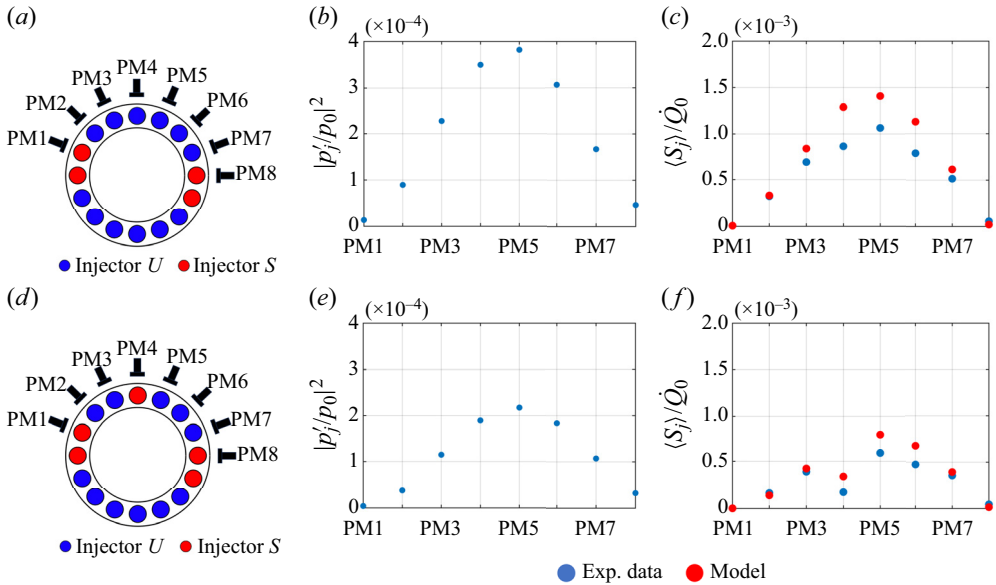 (a)
PM1
PM2
PM3
PM4
PM5
PM6
PM7
PM8
Injector U
Injector S
(b)
(×10⁻⁴)
|p′ⱼ/p₀|²
4
3
2
1
0
PM1 PM3 PM5 PM7
(c)
(×10⁻³)
⟨Sⱼ⟩/Q̇₀
2.0
1.5
1.0
0.5
0
PM1 PM3 PM5 PM7
(d)
PM1
PM2
PM3
PM4
PM5
PM6
PM7
PM8
Injector U
Injector S
(e)
(×10⁻⁴)
|p′ⱼ/p₀|²
4
3
2
1
0
PM1 PM3 PM5 PM7
(f)
(×10⁻³)
⟨Sⱼ⟩/Q̇₀
2.0
1.5
1.0
0.5
0
PM1 PM3 PM5 PM7
Exp. data
Model